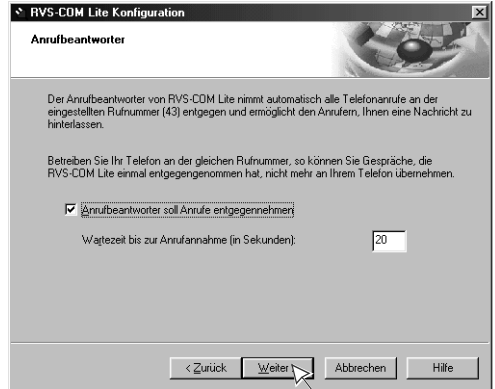 RVS-COM Lite Konfiguration
Anrufbeantworter
Der Anrufbeantworter von RVS-COM Lite nimmt automatisch alle Telefonanrufe an der
eingestellten Rufnummer (43) entgegen und ermöglicht den Anrufern, Ihnen eine Nachricht zu
hinterlassen.
Betreiben Sie Ihr Telefon an der gleichen Rufnummer, so können Sie Gespräche, die
RVS-COM Lite einmal entgegengenommen hat, nicht mehr an Ihrem Telefon übernehmen.
Anrufbeantworter soll Anrufe entgegennehmen
Wartezeit bis zur Anrufannahme (in Sekunden): 20
< Zurück Weiter > Abbrechen Hilfe